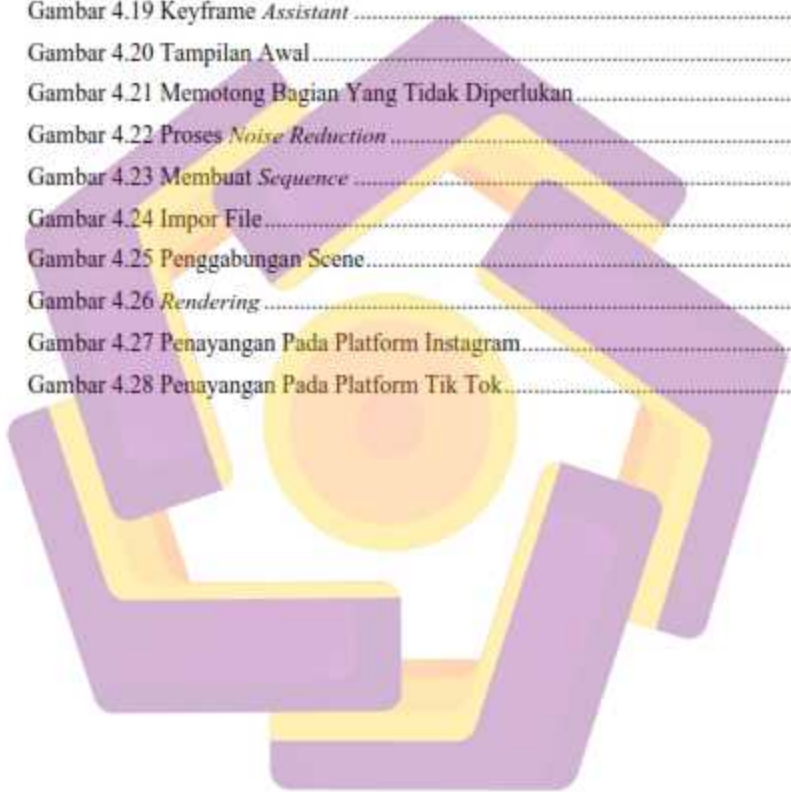 Gambar 4.19 Keyframe Assistant
Gambar 4.20 Tampilan Awal
Gambar 4.21 Memotong Bagian Yang Tidak Diperlukan
Gambar 4.22 Proses Noise Reduction
Gambar 4.23 Membuat Sequence
Gambar 4.24 Impor File
Gambar 4.25 Penggabungan Scene
Gambar 4.26 Rendering
Gambar 4.27 Penayangan Pada Platform Instagram
Gambar 4.28 Penayangan Pada Platform Tik Tok